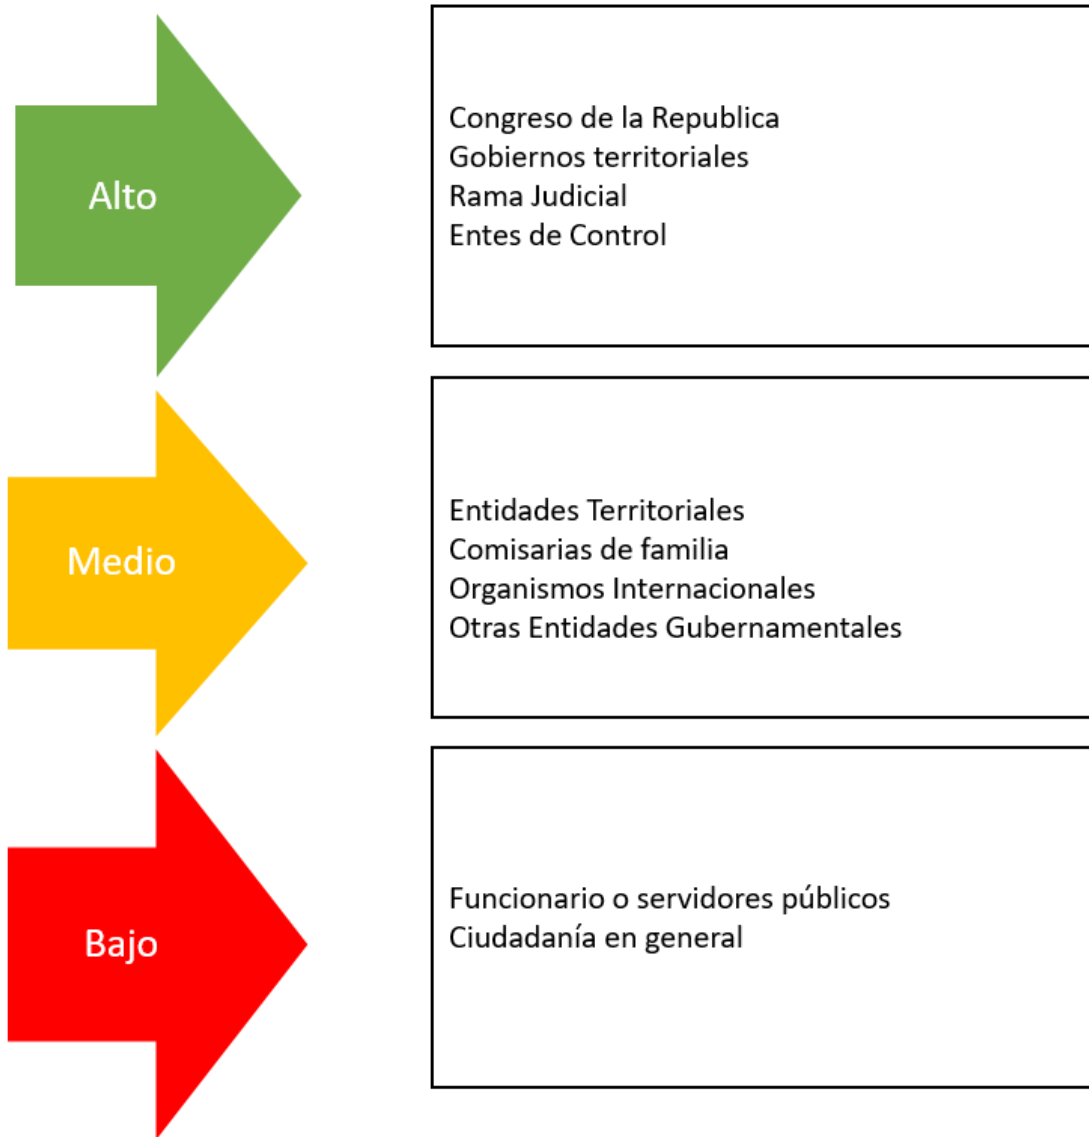 Alto
Congreso de la Republica
Gobiernos territoriales
Rama Judicial
Entes de Control
Medio
Entidades Territoriales
Comisarias de familia
Organismos Internacionales
Otras Entidades Gubernamentales
Bajo
Funcionario o servidores públicos
Ciudadanía en general